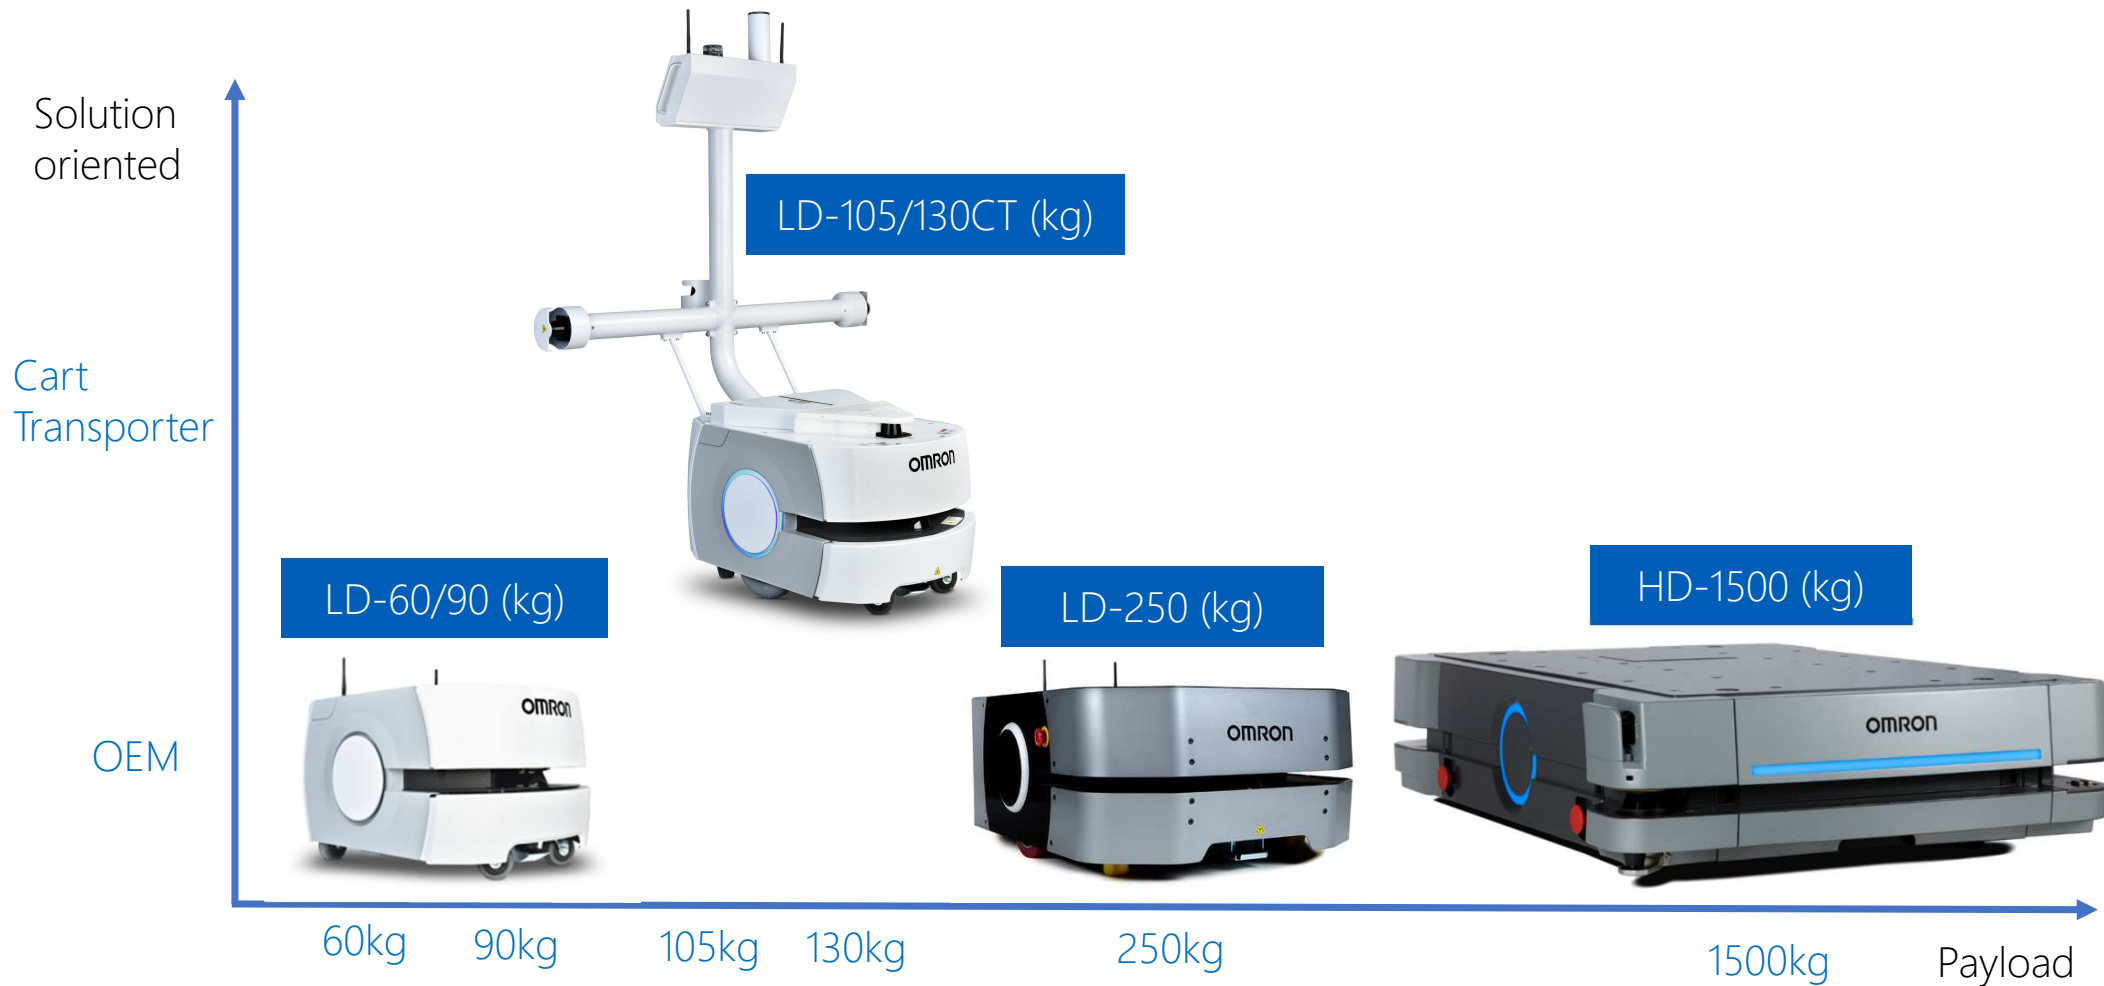 Solution
oriented
LD-105/130CT (kg)
Cart
Transporter
OMRON
LD-60/90 (kg)
LD-250 (kg)
HD-1500 (kg)
OMRON
OMRON
OMRON
OEM
60kg
90kg
105kg
130kg
250kg
1500kg
Payload